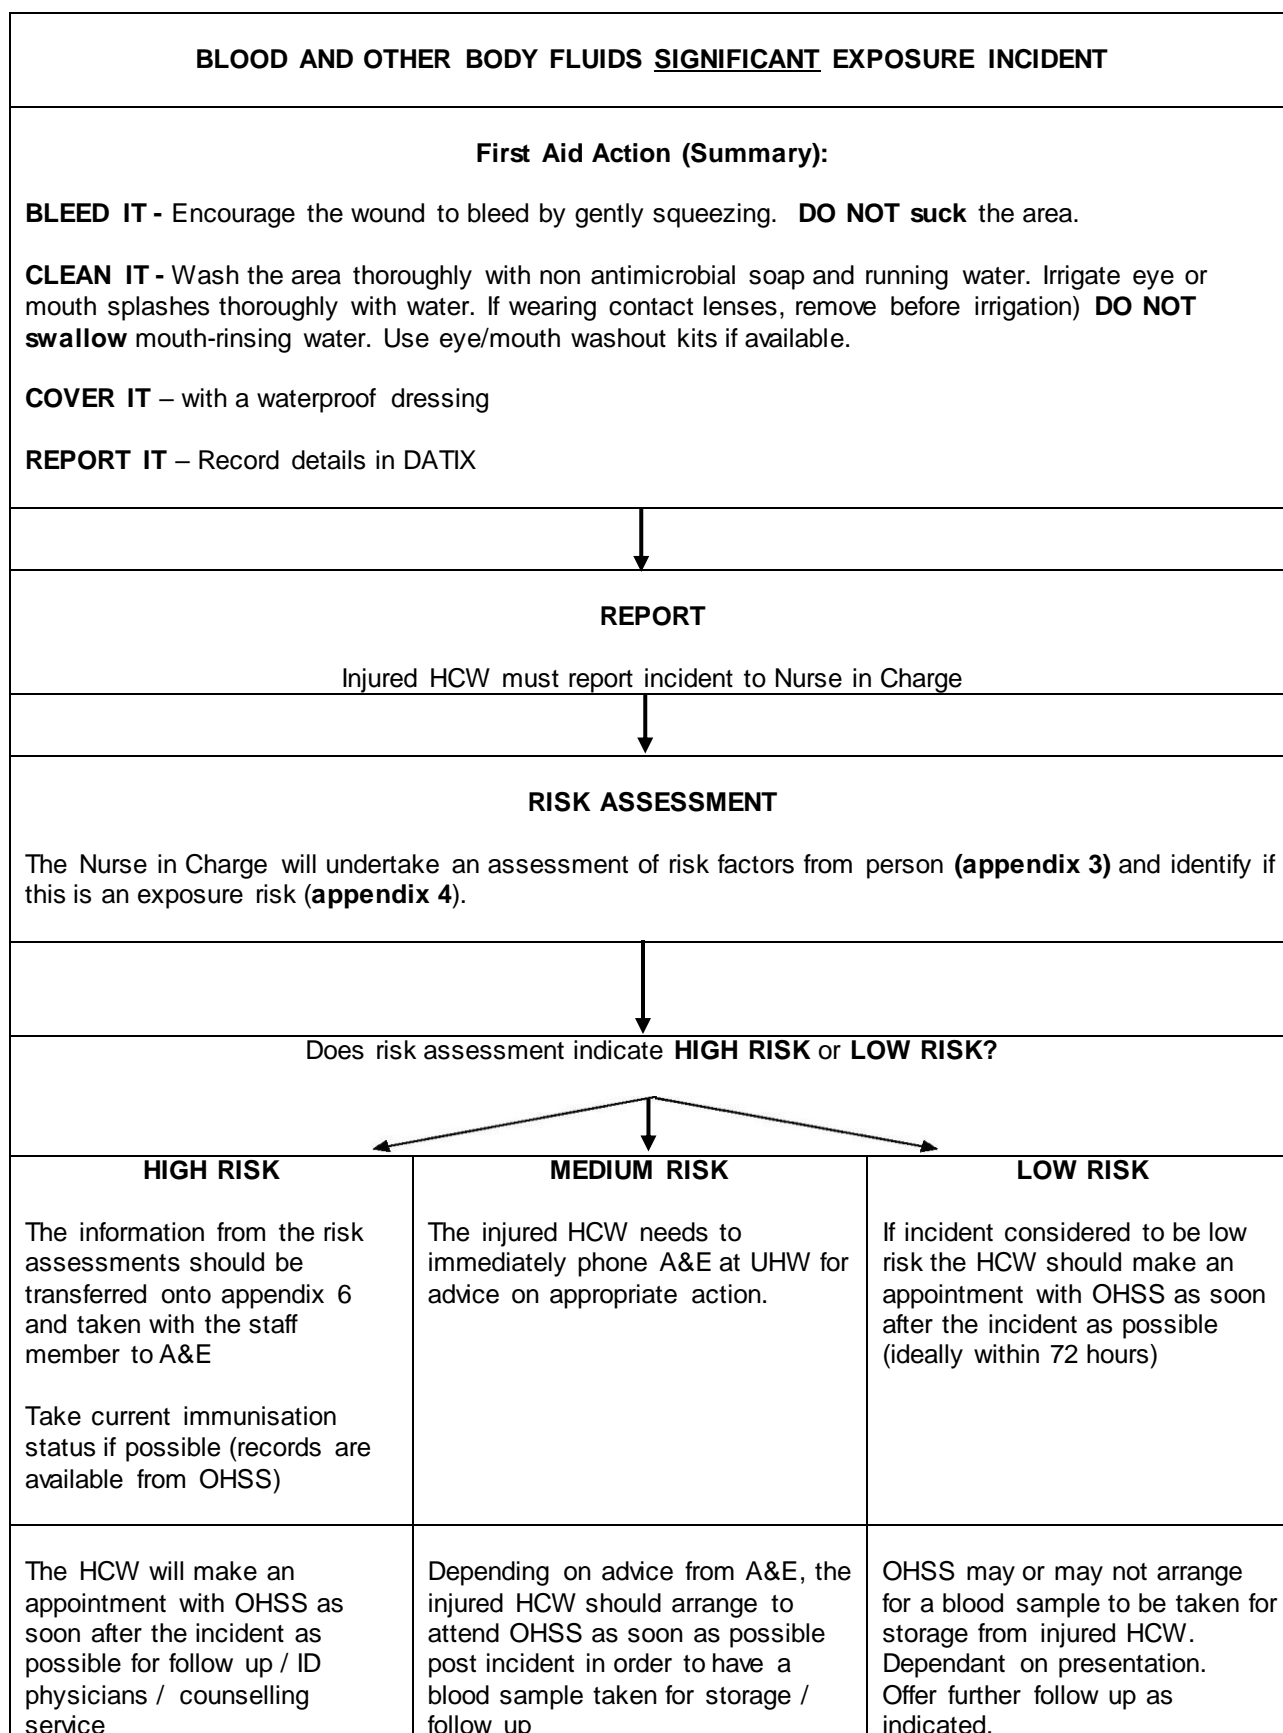 BLOOD AND OTHER BODY FLUIDS SIGNIFICANT EXPOSURE INCIDENT
First Aid Action (Summary):
BLEED IT - Encourage the wound to bleed by gently squeezing. DO NOT suck the area.
CLEAN IT - Wash the area thoroughly with non antimicrobial soap and running water. Irrigate eye or
mouth splashes thoroughly with water. If wearing contact lenses, remove before irrigation) DO NOT
swallow mouth-rinsing water. Use eye/mouth washout kits if available.
COVER IT – with a waterproof dressing
REPORT IT – Record details in DATIX
REPORT
Injured HCW must report incident to Nurse in Charge
RISK ASSESSMENT
The Nurse in Charge will undertake an assessment of risk factors from person (appendix 3) and identify if
this is an exposure risk (appendix 4).
Does risk assessment indicate HIGH RISK or LOW RISK?
HIGH RISK
The information from the risk
assessments should be
transferred onto appendix 6
and taken with the staff
member to A&E
Take current immunisation
status if possible (records are
available from OHSS)
MEDIUM RISK
The injured HCW needs to
immediately phone A&E at UHW for
advice on appropriate action.
LOW RISK
If incident considered to be low
risk the HCW should make an
appointment with OHSS as soon
after the incident as possible
(ideally within 72 hours)
The HCW will make an
appointment with OHSS as
soon after the incident as
possible for follow up / ID
physicians / counselling
service
Depending on advice from A&E, the
injured HCW should arrange to
attend OHSS as soon as possible
post incident in order to have a
blood sample taken for storage /
follow up
OHSS may or may not arrange
for a blood sample to be taken for
storage from injured HCW.
Dependant on presentation.
Offer further follow up as
indicated.